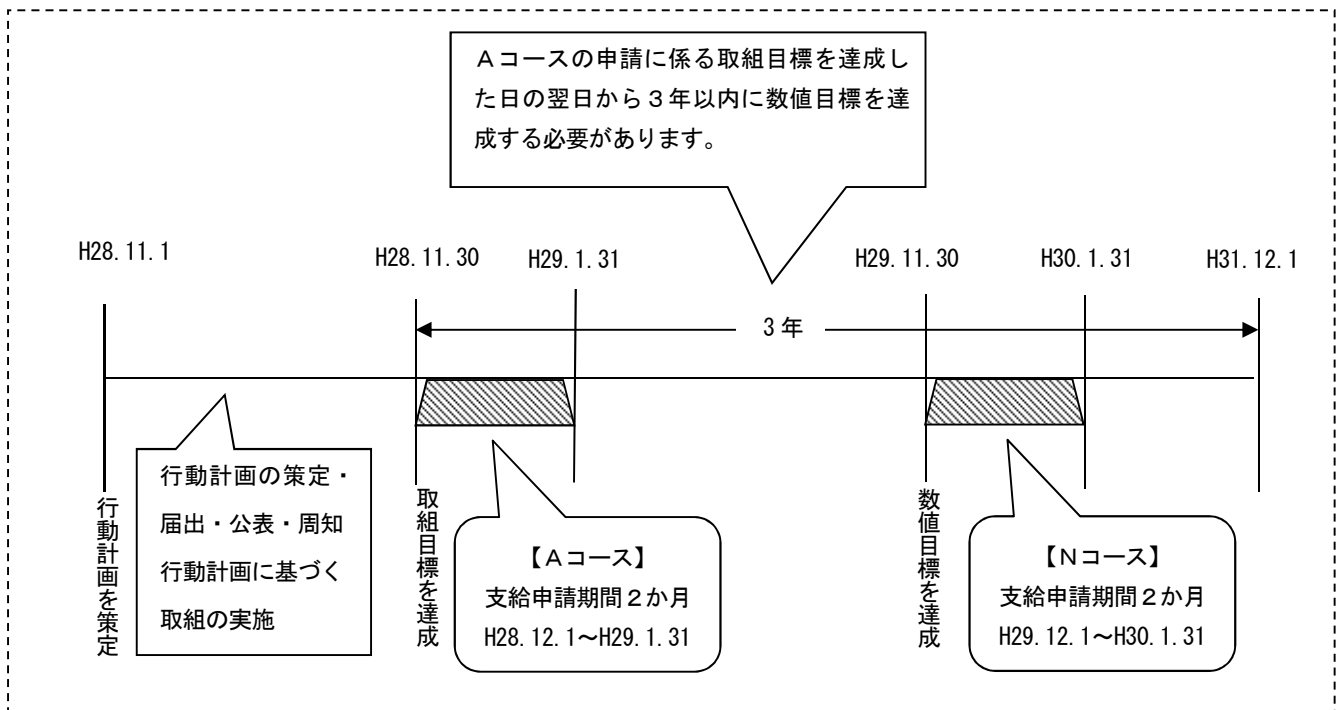 Aコースの申請に係る取組目標を達成し
た日の翌日から3年以内に数値目標を達
成する必要があります。
H28.11.1
H28.11.30
H29.1.31
H29.11.30
H30.1.31
H31.12.1
3年
行動計画を策定
行動計画の策定・
届出・公表・周知
行動計画に基づく
取組の実施
取組目標を達成
【Aコース】
支給申請期間2か月
H28.12.1~H29.1.31
数値目標を達成
【Nコース】
支給申請期間2か月
H29.12.1~H30.1.31